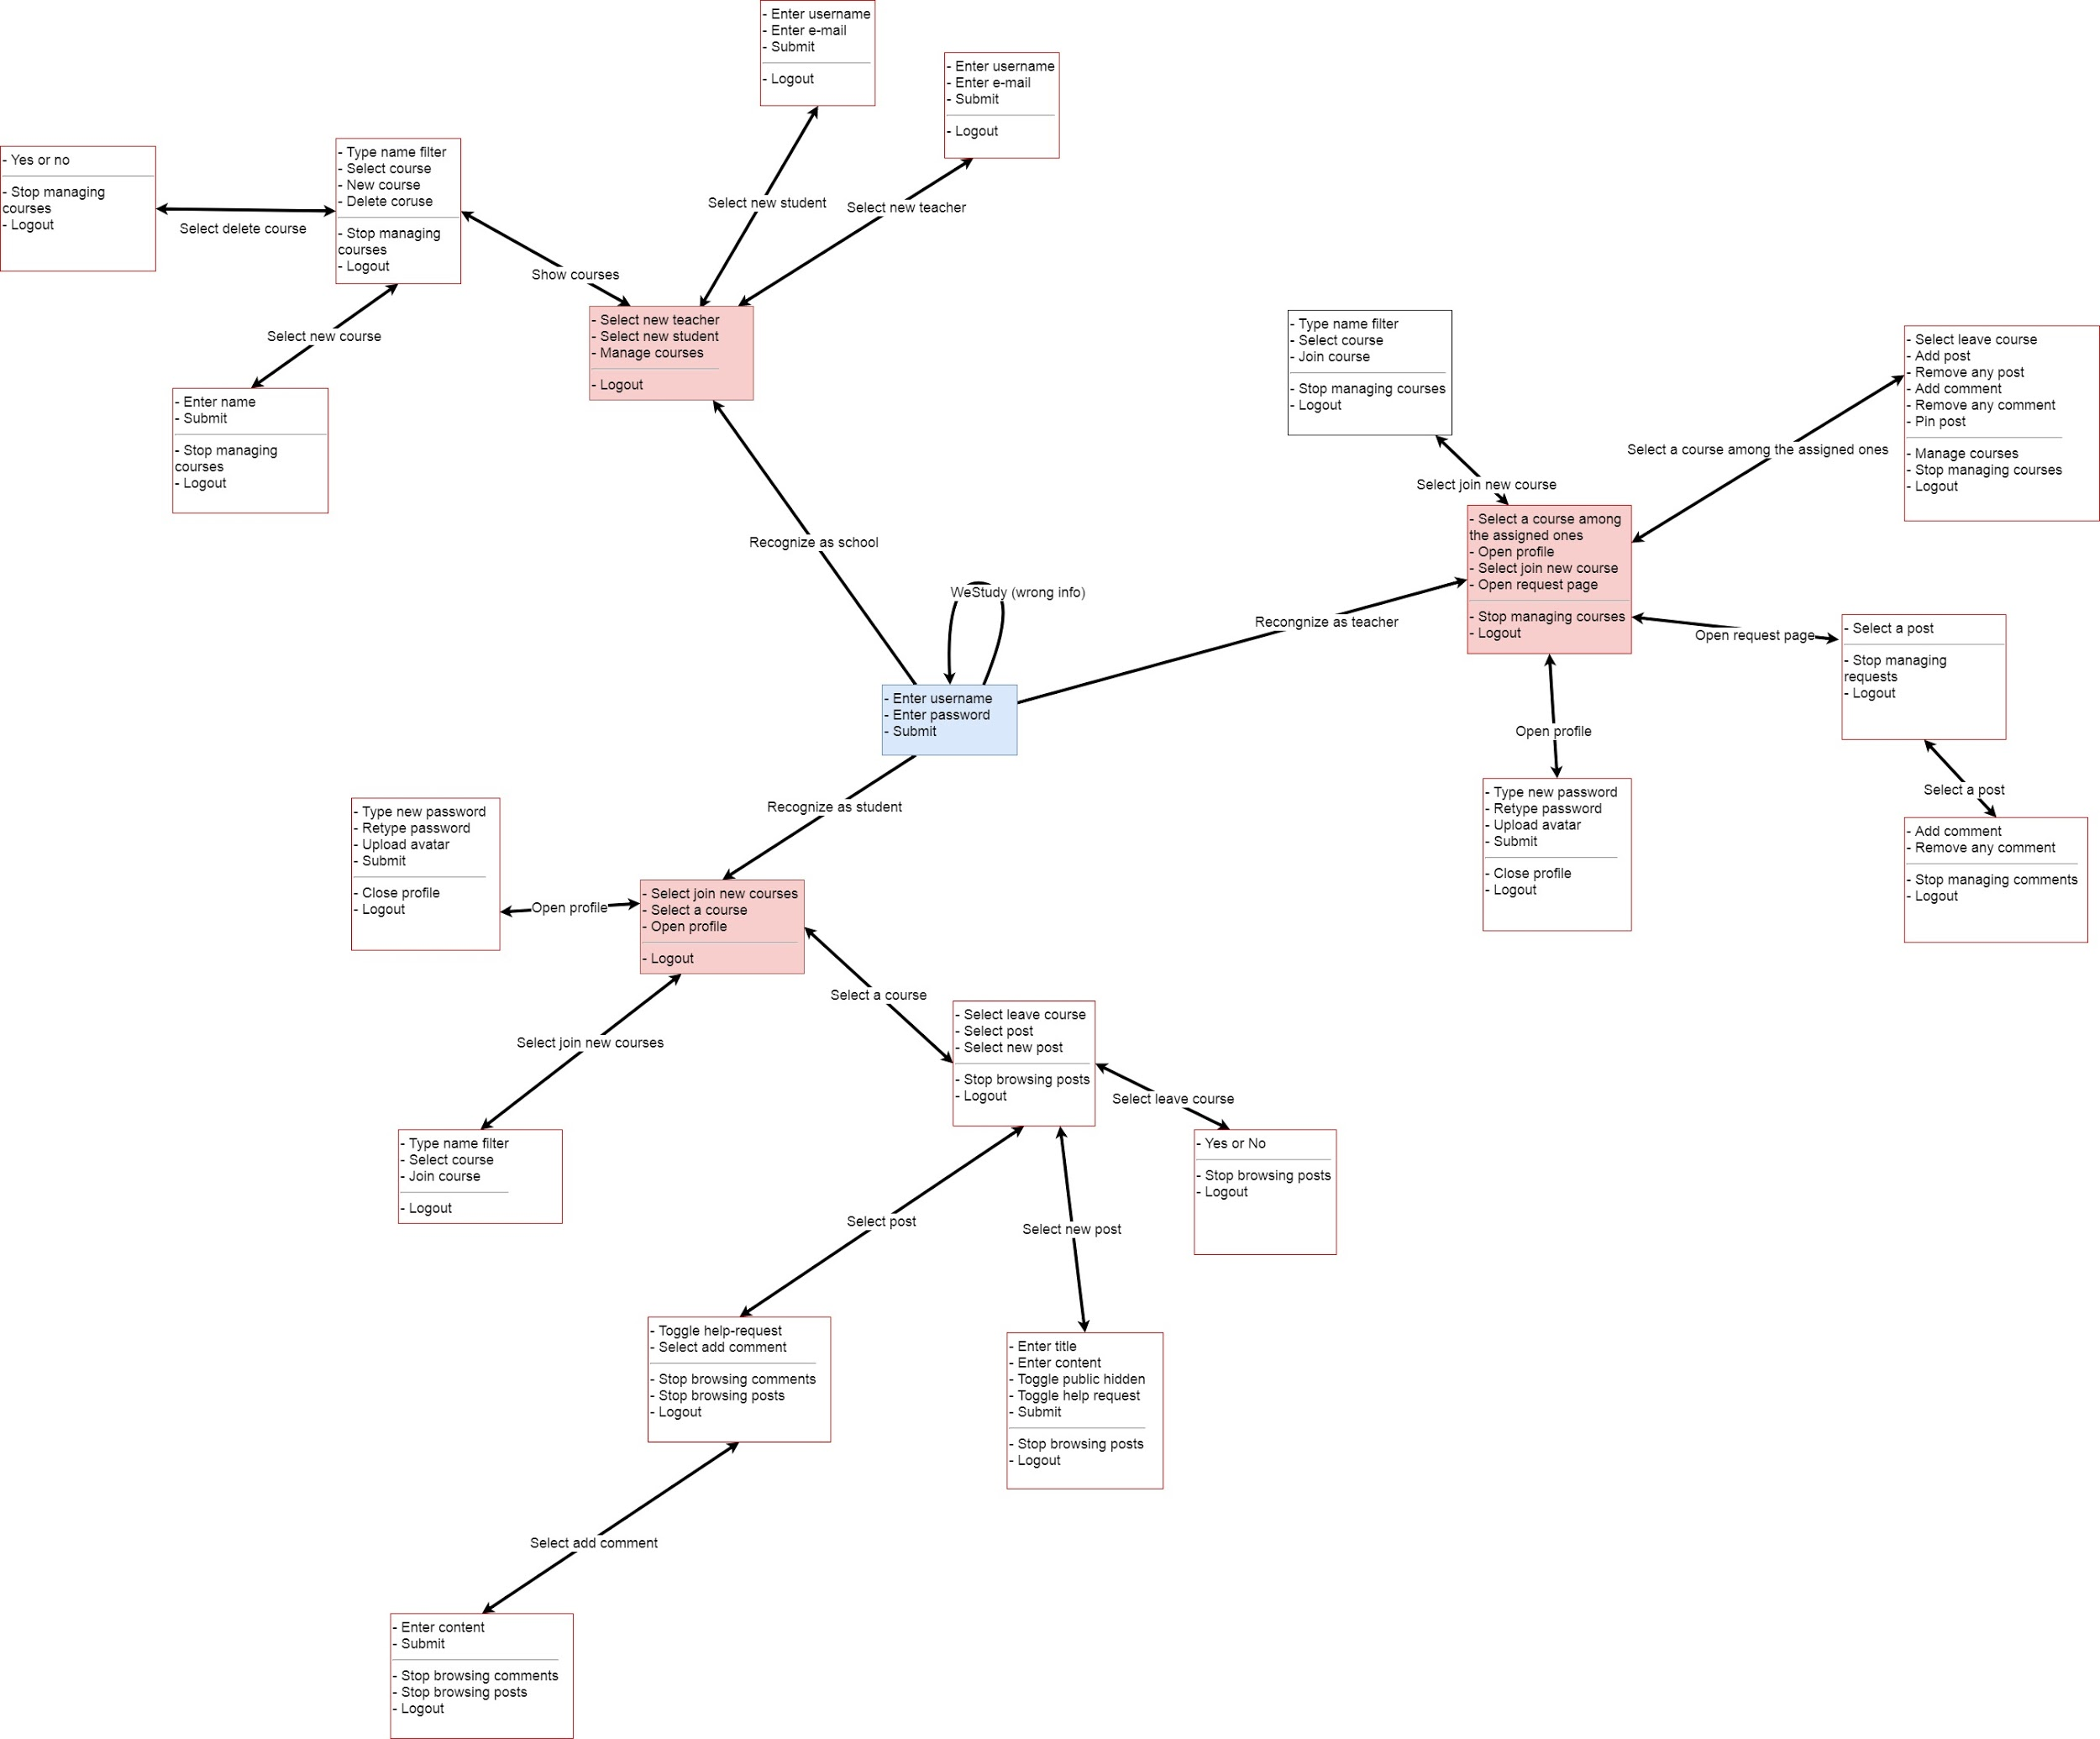 - Enter username
- Enter e-mail
- Submit
- Logout
- Enter username
- Enter e-mail
- Submit
- Logout
- Yes or no
- Stop managing
courses
- Logout
- Type name filter
- Select course
- New course
- Delete coruse
- Stop managing
courses
- Logout
Select delete course
Select new student
Select new teacher
Show courses
Select new course
- Enter name
- Submit
- Stop managing
courses
- Logout
- Select new teacher
- Select new student
- Manage courses
- Logout
- Type name filter
- Select course
- Join course
- Stop managing courses
- Logout
- Select leave course
- Add post
- Remove any post
- Add comment
- Remove any comment
- Pin post
- Manage courses
- Stop managing courses
- Logout
Select a course among the assigned ones
Select join new course
- Select a course among
the assigned ones
- Open profile
- Select join new course
- Open request page
- Stop managing courses
- Logout
Recognize as school
WeStudy (wrong info)
Recongnize as teacher
Open request page
- Select a post
- Stop managing
requests
- Logout
- Enter username
- Enter password
- Submit
Open profile
Select a post
- Type new password
- Retype password
- Upload avatar
- Submit
- Close profile
- Logout
- Add comment
- Remove any comment
- Stop managing comments
- Logout
Recognize as student
- Type new password
- Retype password
- Upload avatar
- Submit
- Close profile
- Logout
Open profile
- Select join new courses
- Select a course
- Open profile
- Logout
Select a course
Select join new courses
- Select leave course
- Select post
- Select new post
- Stop browsing posts
- Logout
Select leave course
- Type name filter
- Select course
- Join course
- Logout
- Yes or No
- Stop browsing posts
- Logout
Select post
Select new post
- Toggle help-request
- Select add comment
- Stop browsing comments
- Stop browsing posts
- Logout
- Enter title
- Enter content
- Toggle public hidden
- Toggle help request
- Submit
- Stop browsing posts
- Logout
Select add comment
- Enter content
- Submit
- Stop browsing comments
- Stop browsing posts
- Logout